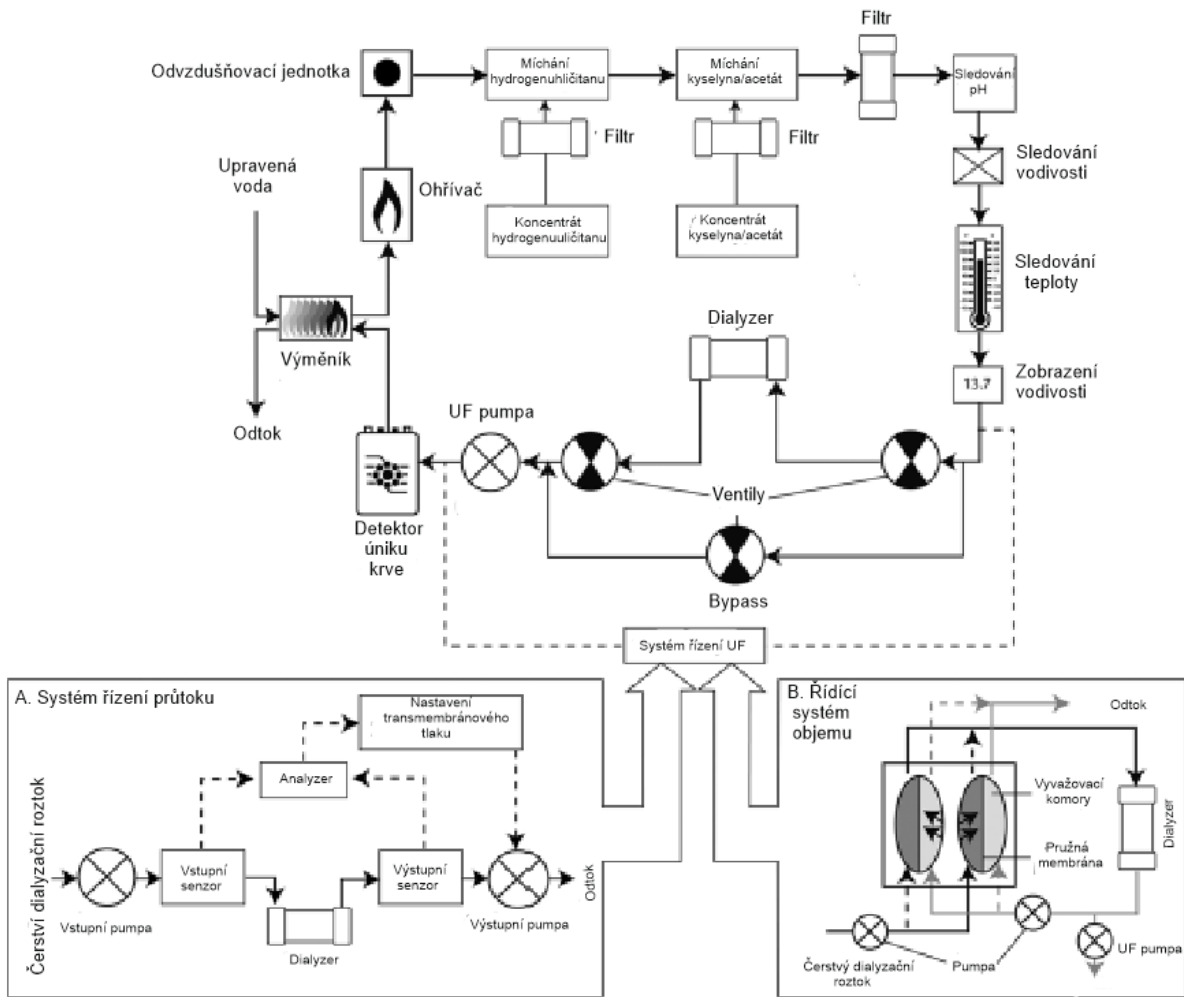 Filtr
Odvzdušňovací jednotka
Míchání
hydrogenuhličitanu
Míchání
kyselyna/acetát
Sledování
pH
Filtr
Filtr
Sledování
vodivosti
Upravená
voda
Ohřívač
Koncentrát
hydrogenuuličitanu
Koncentrát
kyselyna/acetát
Sledování
teploty
Dialyzer
Výměník
Zobrazení
vodivosti
13.7
UF pumpa
Odtok
Ventily
Detektor
úniku
krve
Bypass
Systém řízení UF
A. Systém řízení průtoku
Nastavení
transmembránového
tlaku
Analyzer
Čerství dialyzační roztok
Vstupní
senzor
Výstupní
senzor
Odtok
Vstupní pumpa
Výstupní pumpa
Dialyzer
B. Řídící
systém
objemu
Odtok
Vyvažovací
komory
Dialyzer
Pružná
membrána
Čerstvý dialyzační
roztok
Pumpa
UF pumpa